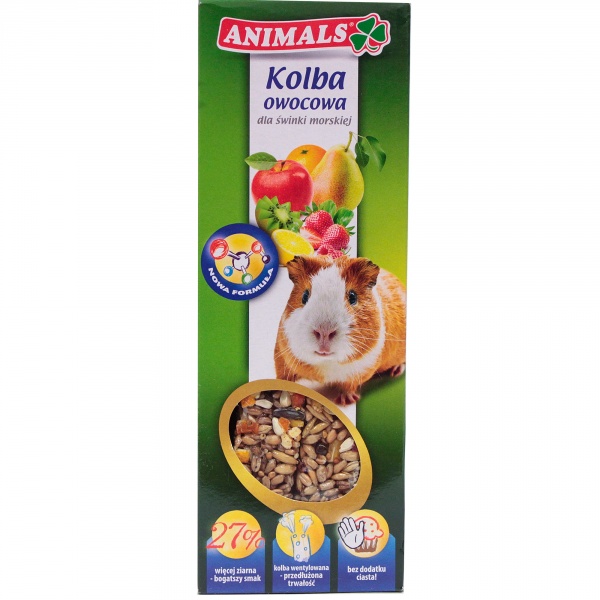 ANIMALS®
Kolba
owocowa
dla świnki morskiej
NOWA FORMUŁA
27%
więcej ziarna
- bogatszy smak
kolba wentylowana
- przedłużona
trwałość
bez dodatku
ciasta!